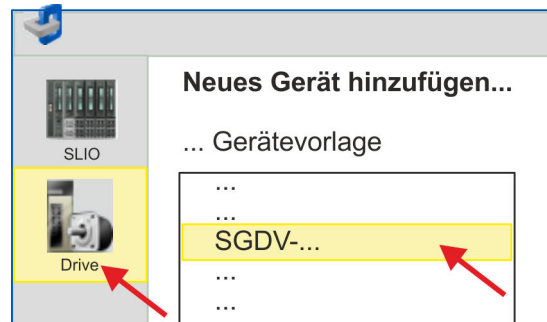 Neues Gerät hinzufügen...
SLIO
... Gerätevorlage
...
...
SGDV-...
Drive
...
...